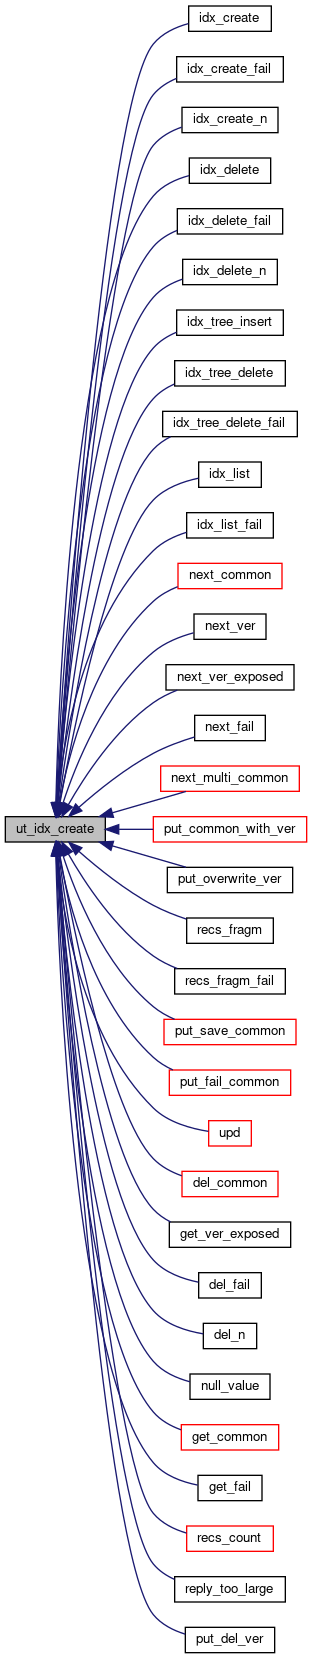 idx_create
idx_create_fail
idx_create_n
idx_delete
idx_delete_fail
idx_delete_n
idx_tree_insert
idx_tree_delete
idx_tree_delete_fail
idx_list
idx_list_fail
next_common
next_ver
next_ver_exposed
next_fail
next_multi_common
ut_idx_create
put_common_with_ver
put_overwrite_ver
recs_fragm
recs_fragm_fail
put_save_common
put_fail_common
upd
del_common
get_ver_exposed
del_fail
del_n
null_value
get_common
get_fail
recs_count
reply_too_large
put_del_ver